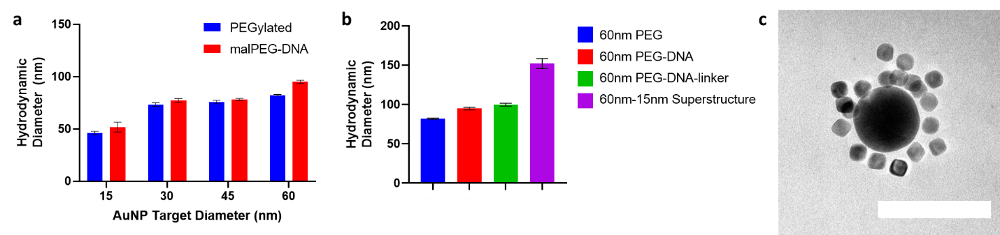 a
150
100
50
0
Hydrodynamic
Diameter (nm)
PEGylated
malPEG-DNA
15 30 45 60
AuNP Target Diameter (nm)
b
200
150
100
50
0
Hydrodynamic
Diameter (nm)
60nm PEG
60nm PEG-DNA
60nm PEG-DNA-linker
60nm-15nm Superstructure
c